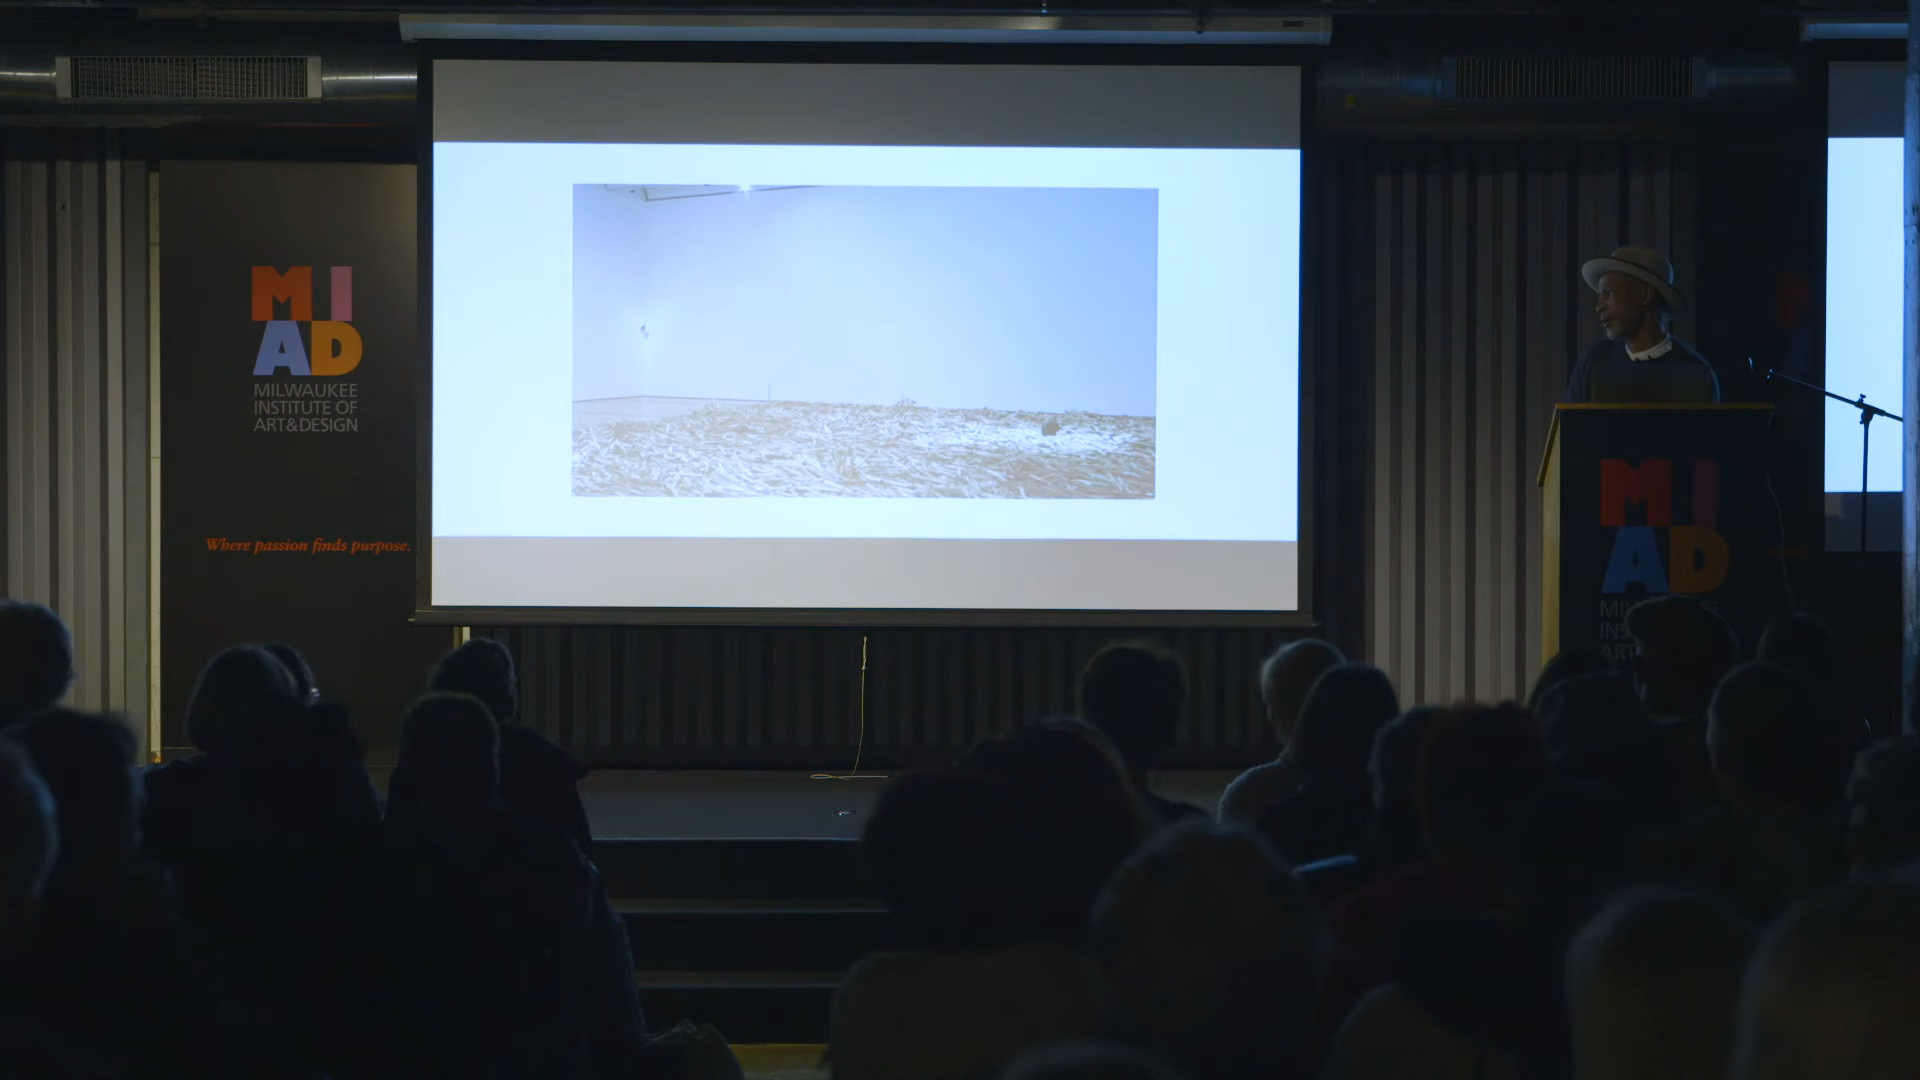 MI
AD
MILWAUKEE
INSTITUTE OF
ART&DESIGN
Where passion finds purpose.
MI
AD